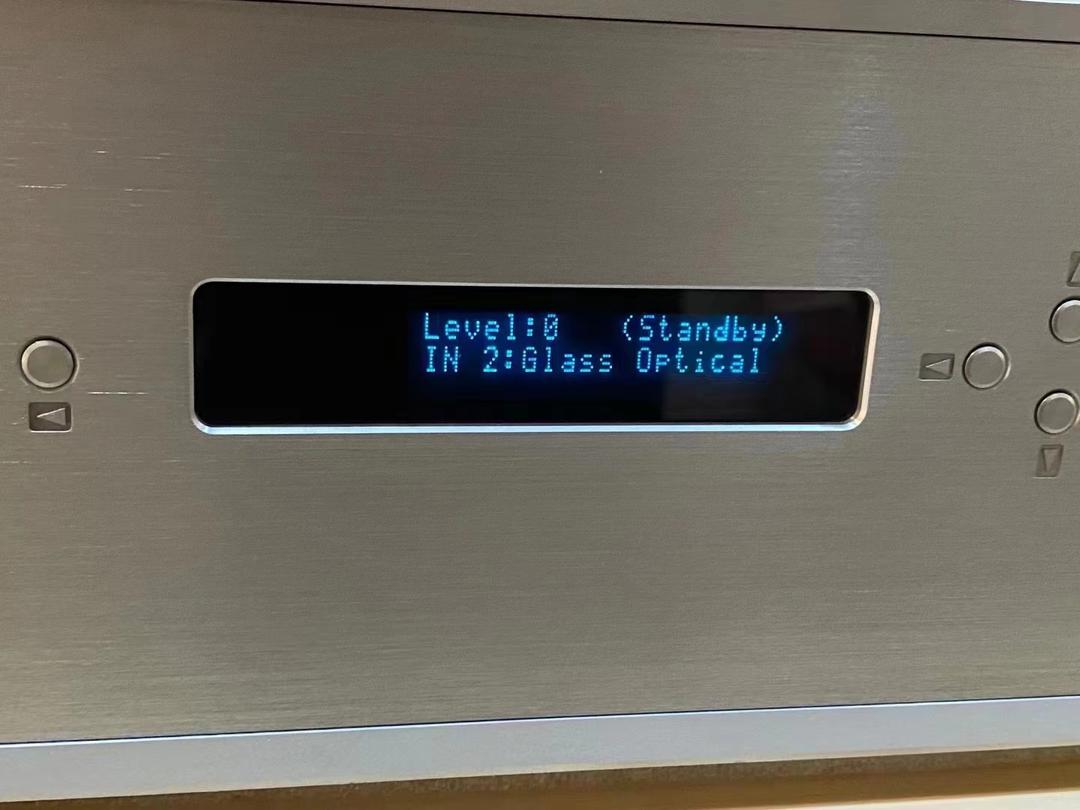 Level:0 (Standby)
IN 2:Glass Optical